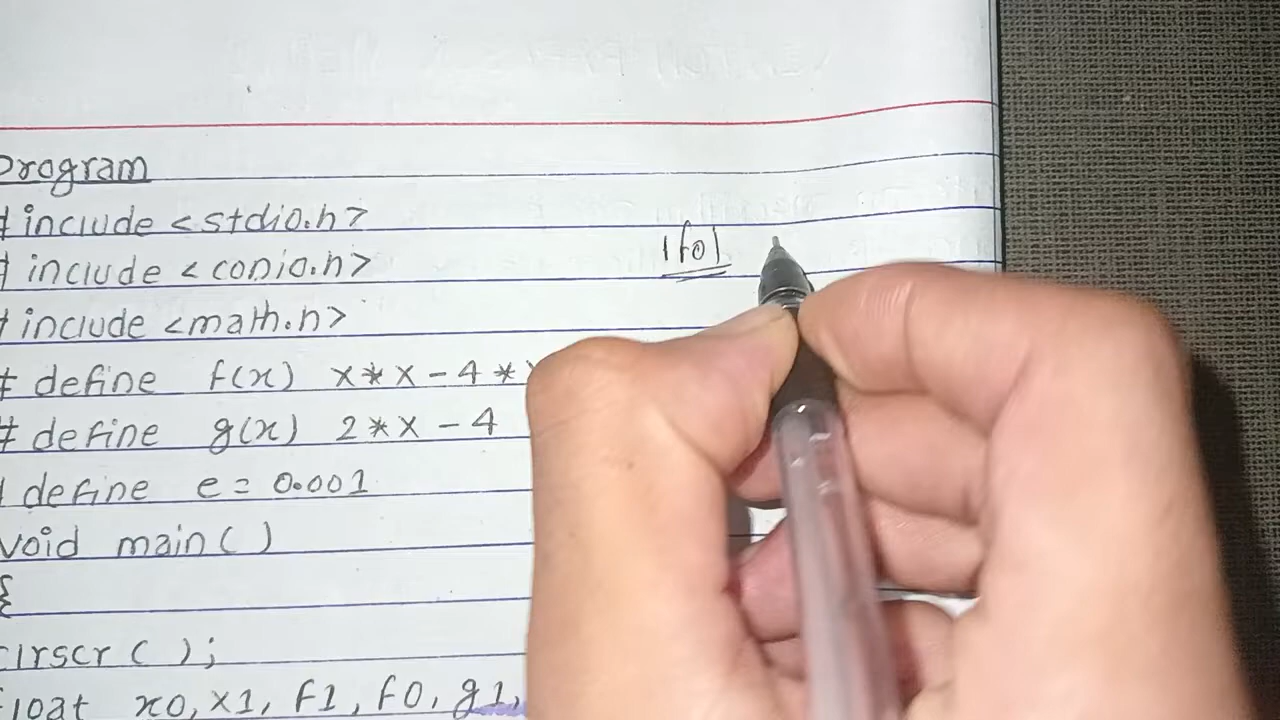 Program
# include <stdio.h>
|fo|
# include <conio.h>
# include <math.h>
# define f(x) x*x-4*
# define g(x) 2*x-4
# define e = 0.001
void main( )
{
clrscr ( );
float x0, x1, f1, f0, g1,